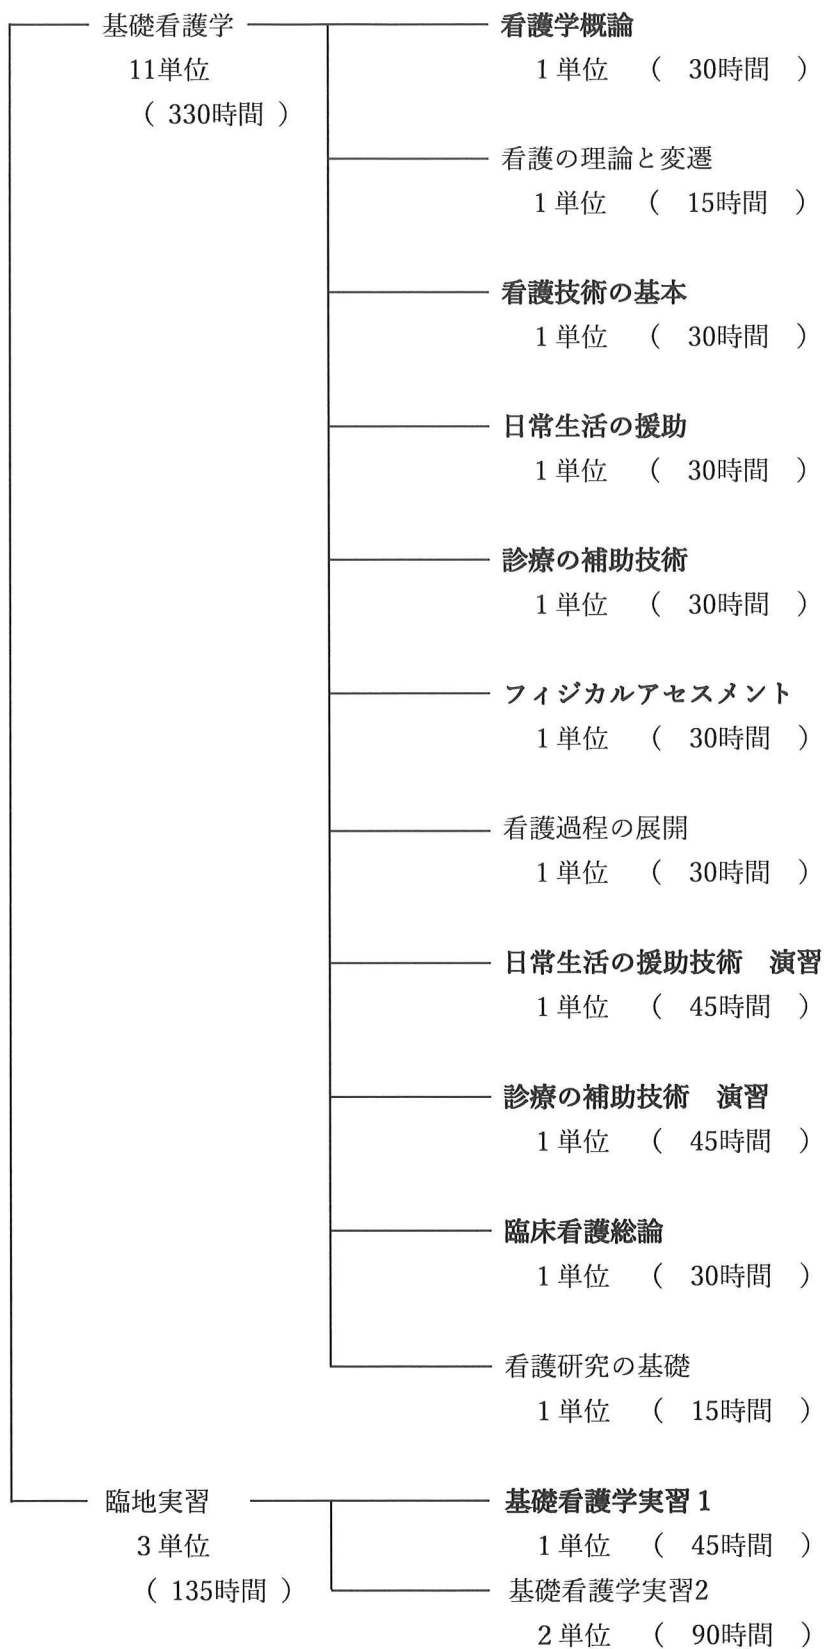 基礎看護学
11単位
（ 330時間 ）
看護学概論
1単位 （ 30時間 ）
看護の理論と変遷
1単位 （ 15時間 ）
看護技術の基本
1単位 （ 30時間 ）
日常生活の援助
1単位 （ 30時間 ）
診療の補助技術
1単位 （ 30時間 ）
フィジカルアセスメント
1単位 （ 30時間 ）
看護過程の展開
1単位 （ 30時間 ）
日常生活の援助技術　演習
1単位 （ 45時間 ）
診療の補助技術　演習
1単位 （ 45時間 ）
臨床看護総論
1単位 （ 30時間 ）
看護研究の基礎
1単位 （ 15時間 ）
臨地実習
3単位
（ 135時間 ）
基礎看護学実習1
1単位 （ 45時間 ）
基礎看護学実習2
2単位 （ 90時間 ）